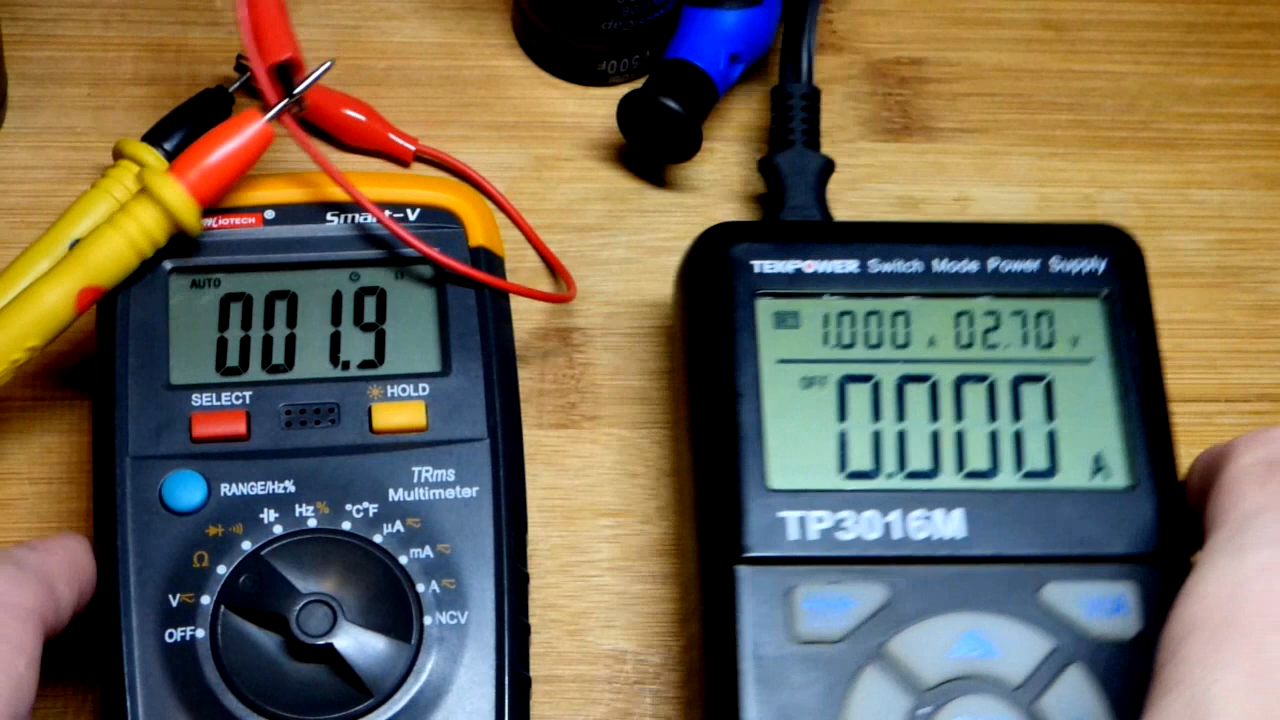 Smart-V
AUTO
001.9
SELECT
HOLD
RANGE/Hz%
TRms
Multimeter
Hz%
°C°F
µA
mA
A
NCV
Ω
V
OFF
TEKPOWER Switch Mode Power Supply
1.000 A 02.70 V
OFF
0.000 A
TP3016M